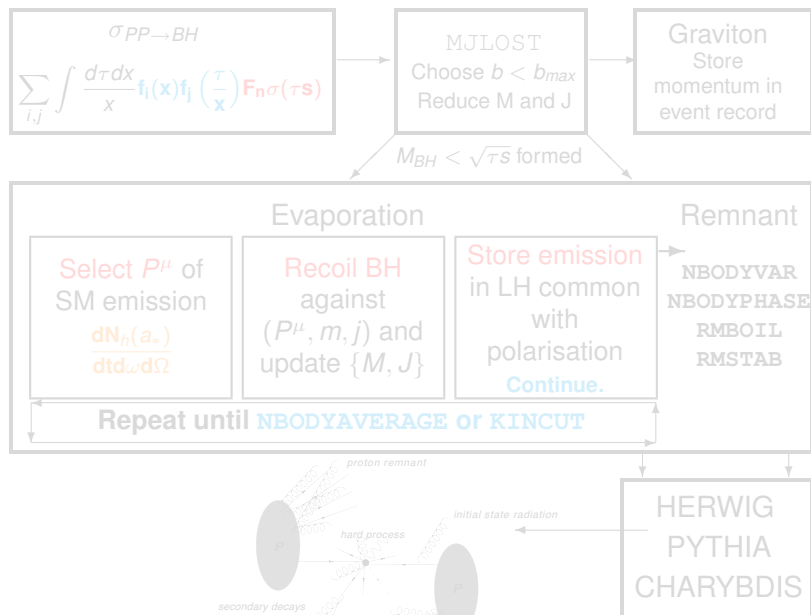 σ PP→BH
∑ i,j ∫ dτdx/x f_i(x)f_j (τ/x) F_n σ(τs)
MJLOST
Choose b < b_max
Reduce M and J
Graviton
Store
momentum in
event record
M_BH < √τs formed
Evaporation
Remnant
Select P^μ of
SM emission
dN_h(a_*)
dtdωdΩ
Recoil BH
against
(P^μ, m, j) and
update {M, J}
Store emission
in LH common
with
polarisation
Continue.
NBODYVAR
NBODYPHASE
RMBOIL
RMSTAB
Repeat until NBODYAVERAGE or KINCUT
proton remnant
initial state radiation
hard process
P
P
secondary decays
HERWIG
PYTHIA
CHARYBDIS